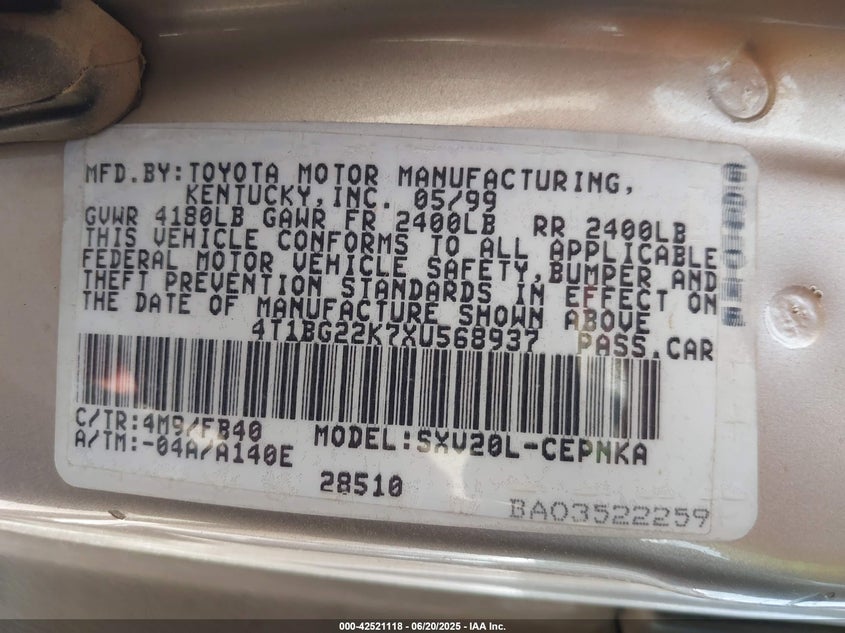 MFD.BY:TOYOTA MOTOR MANUFACTURING,
KENTUCKY,INC. 05/99
GVWR 4180LB GAWR FR 2400LB RR 2400LB
THIS VEHICLE CONFORMS TO ALL APPLICABLE
FEDERAL MOTOR VEHICLE SAFETY,BUMPER AND
THEFT PREVENTION STANDARDS IN EFFECT ON
THE DATE OF MANUFACTURE SHOWN ABOVE
4T1BG22K7XU568937 PASS.CAR
C/TR:4M9/FB40 MODEL:SXV20L-CEPNKA
A/TM:-04A/A140E
28510
BA03522259
000-42521118 - 06/20/2025 - IAA Inc.